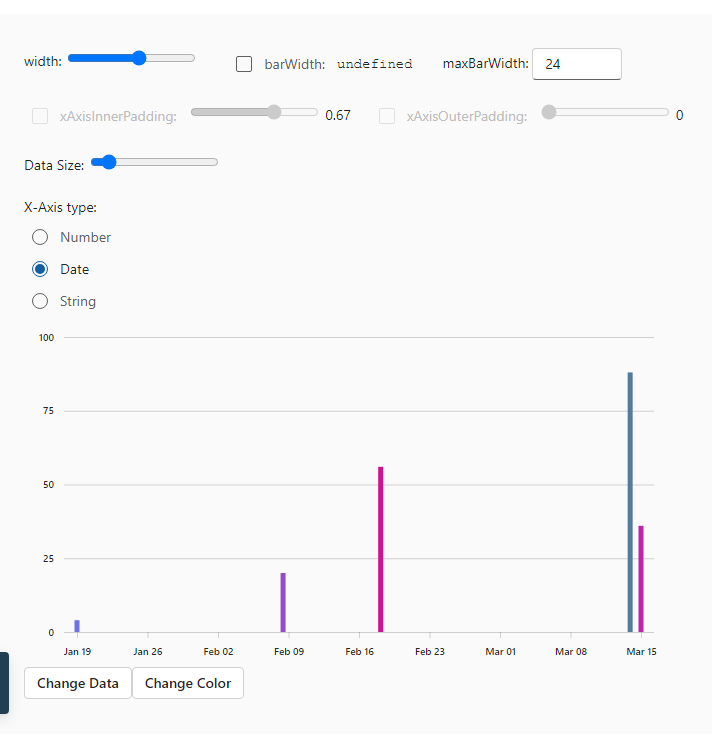 width: barWidth: undefined maxBarWidth: 24
xAxisInnerPadding: 0.67 xAxisOuterPadding: 0
Data Size:
X-Axis type:
Number
Date
String
100
75
50
25
0
Jan 19 Jan 26 Feb 02 Feb 09 Feb 16 Feb 23 Mar 01 Mar 08 Mar 15
Change Data Change Color